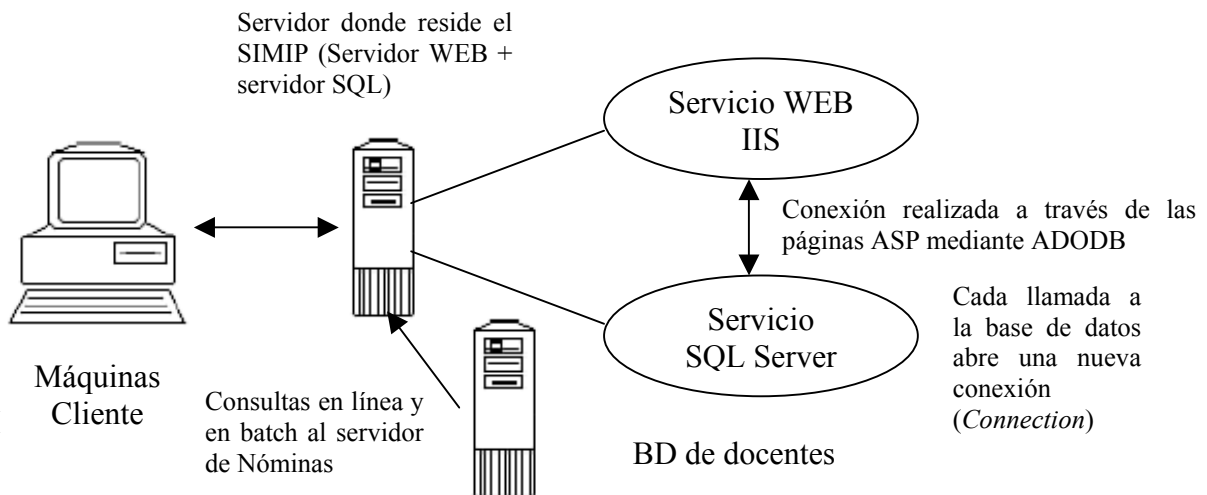 Servidor donde reside el
SIMIP (Servidor WEB +
servidor SQL)
Servicio WEB
IIS
Conexión realizada a través de las
páginas ASP mediante ADODB
Servicio
SQL Server
Cada llamada a
la base de datos
abre una nueva
conexión
(Connection)
Máquinas
Cliente
Consultas en línea y
en batch al servidor
de Nóminas
BD de docentes